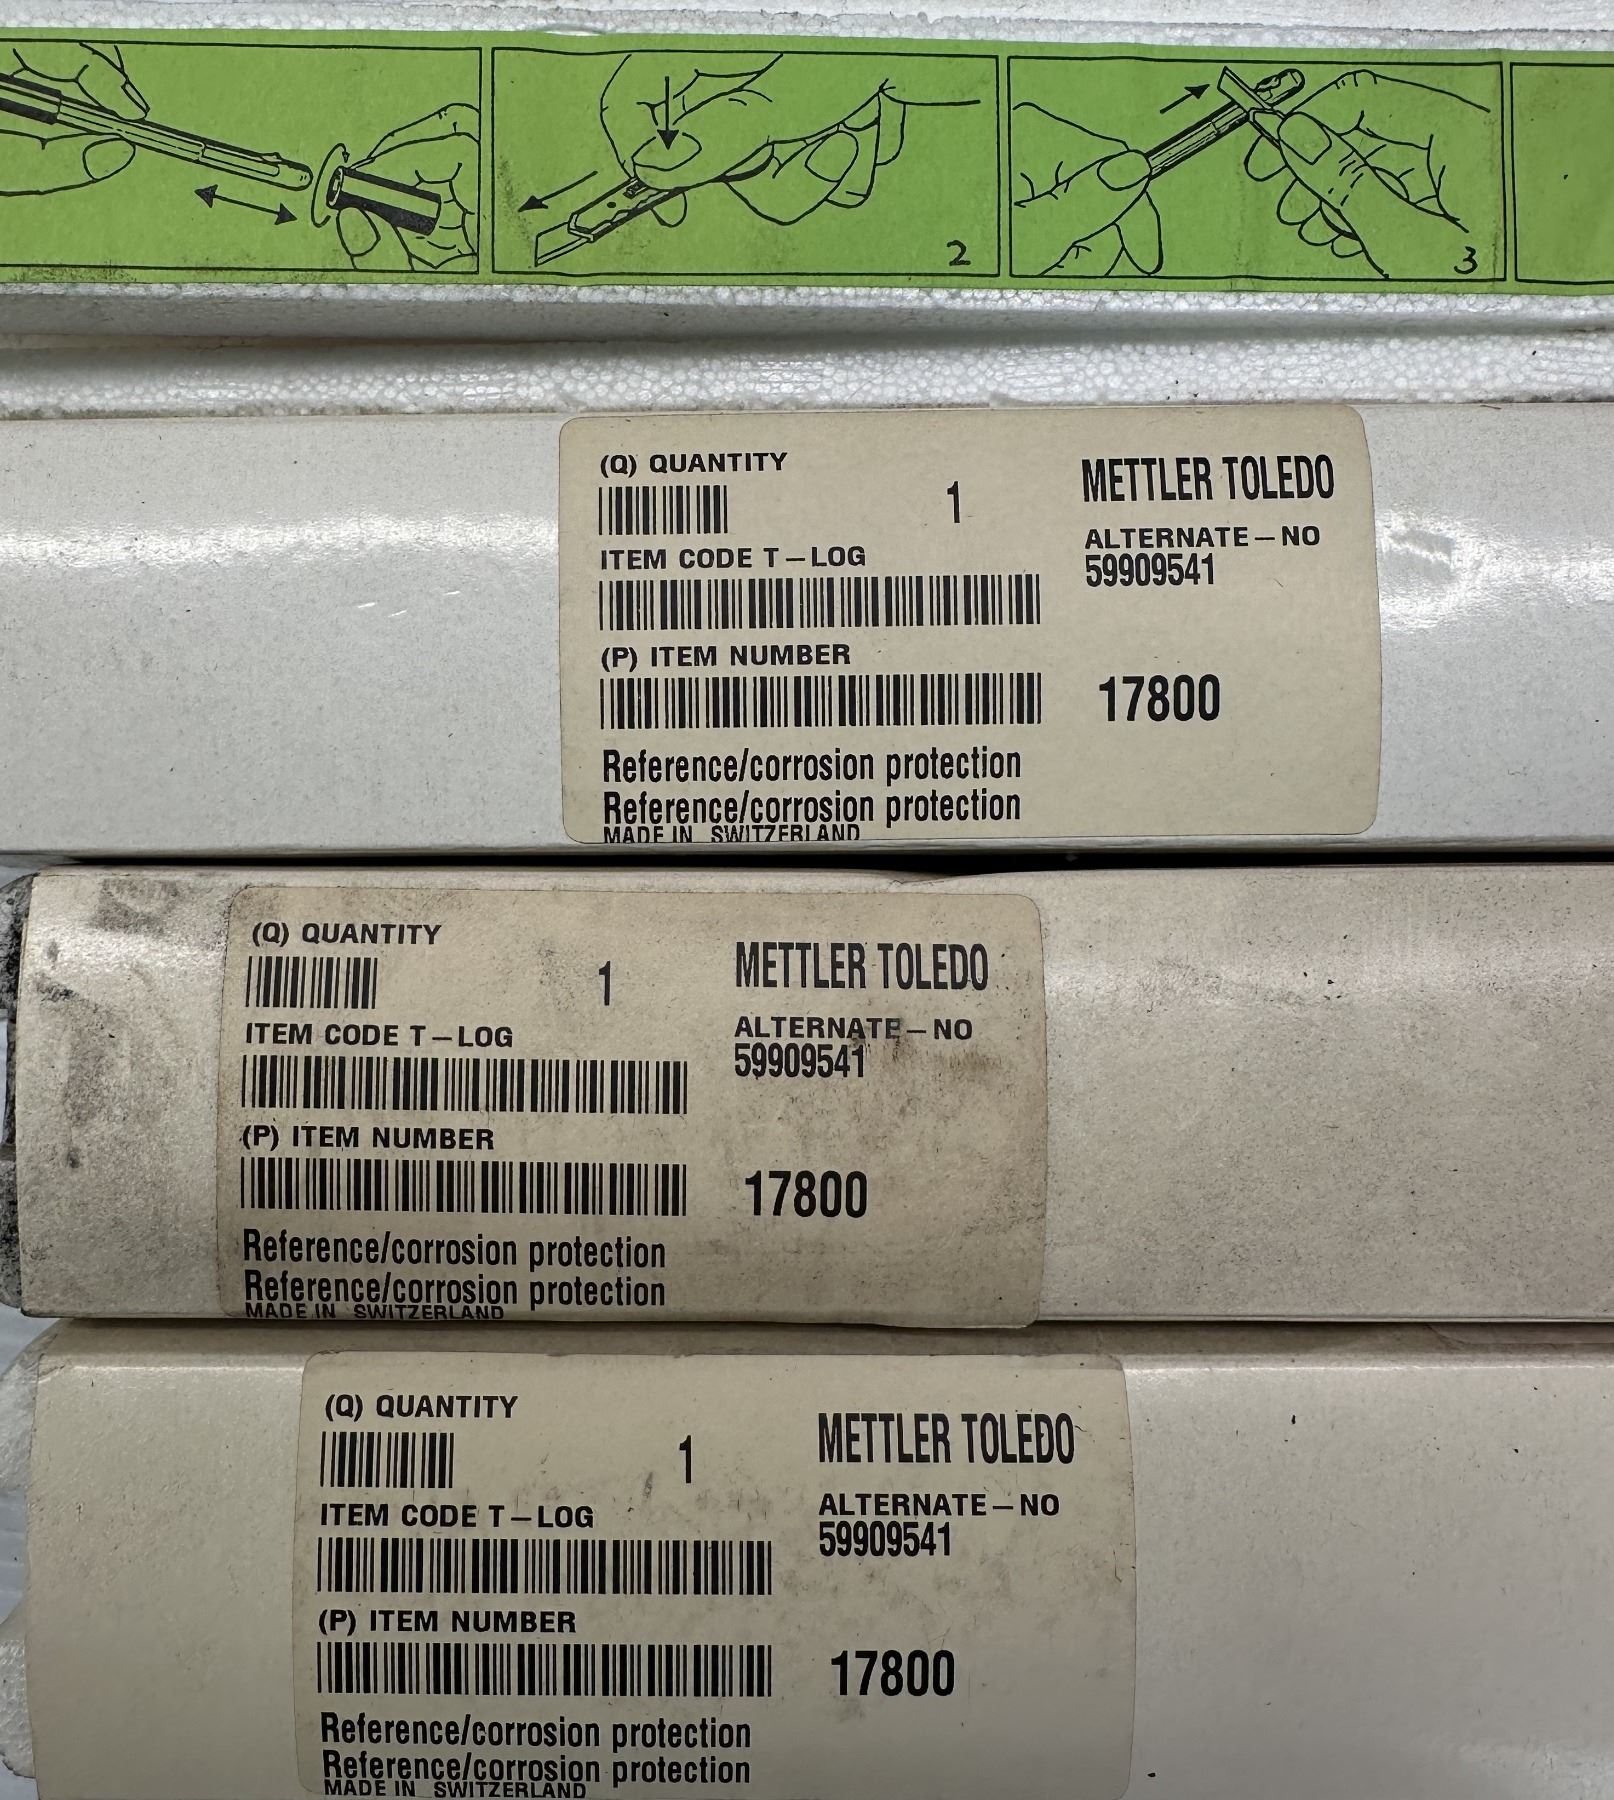 2
3
(Q) QUANTITY
1
METTLER TOLEDO
ALTERNATE-NO
59909541
ITEM CODE T-LOG
(P) ITEM NUMBER
17800
Reference/corrosion protection
Reference/corrosion protection
MADE IN SWITZERLAND
(Q) QUANTITY
1
METTLER TOLEDO
ALTERNATE-NO
59909541
ITEM CODE T-LOG
(P) ITEM NUMBER
17800
Reference/corrosion protection
Reference/corrosion protection
MADE IN SWITZERLAND
(Q) QUANTITY
1
METTLER TOLEDO
ALTERNATE-NO
59909541
ITEM CODE T-LOG
(P) ITEM NUMBER
17800
Reference/corrosion protection
Reference/corrosion protection
MADE IN SWITZERLAND